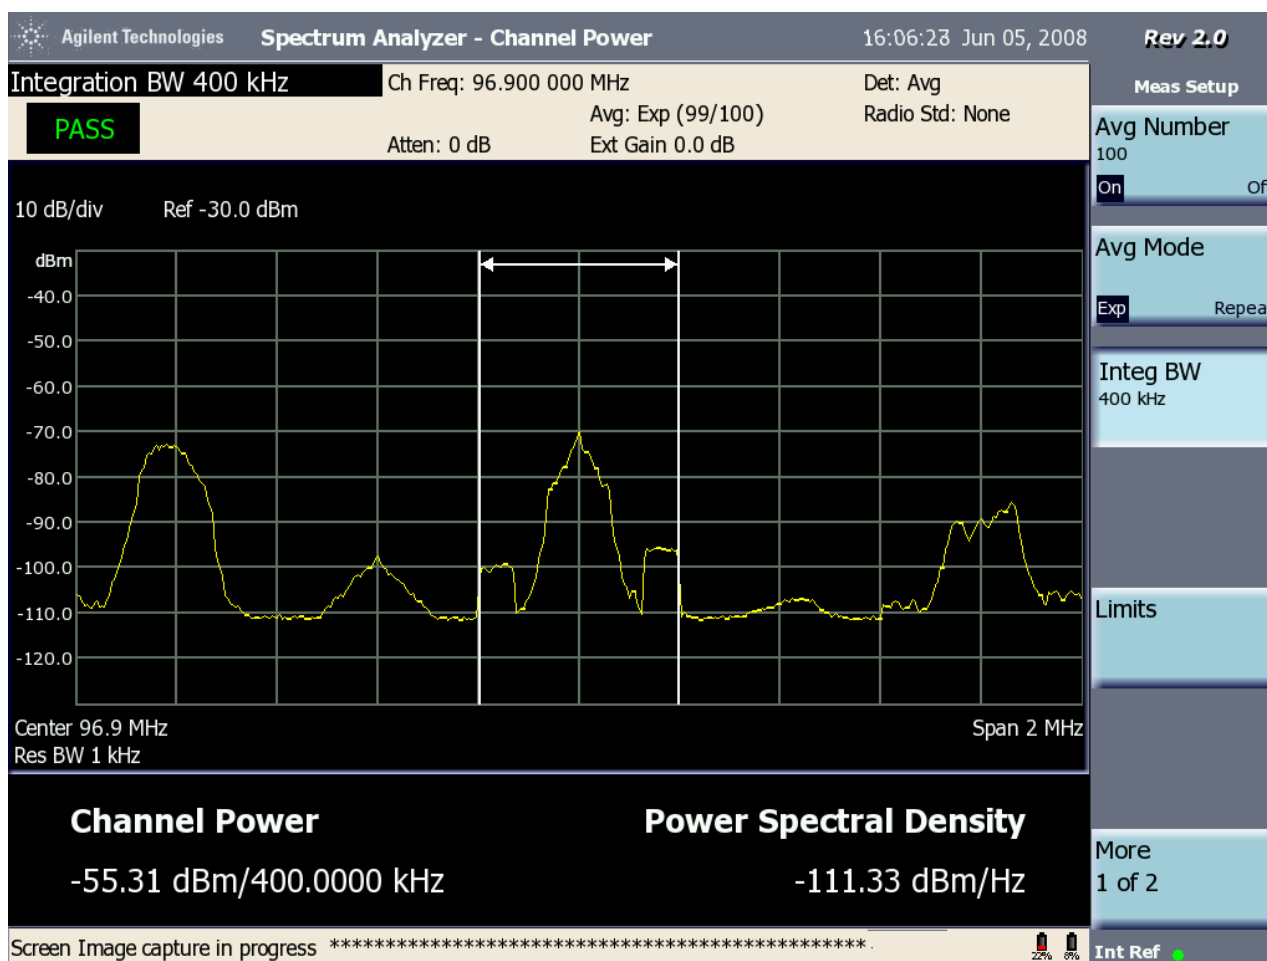 Agilent Technologies Spectrum Analyzer - Channel Power 16:06:23 Jun 05, 2008 Rev 2.0
Integration BW 400 kHz Ch Freq: 96.900 000 MHz Det: Avg
PASS Avg: Exp (99/100) Radio Std: None
Atten: 0 dB Ext Gain 0.0 dB
10 dB/div Ref -30.0 dBm
dBm
-40.0
-50.0
-60.0
-70.0
-80.0
-90.0
-100.0
-110.0
-120.0
Center 96.9 MHz Span 2 MHz
Res BW 1 kHz
Channel Power Power Spectral Density
-55.31 dBm/400.0000 kHz -111.33 dBm/Hz
Screen Image capture in progress ************************************************ .
22% 8%
Meas Setup
Avg Number
100
On Of
Avg Mode
Exp Repea
Integ BW
400 kHz
Limits
More
1 of 2
Int Ref